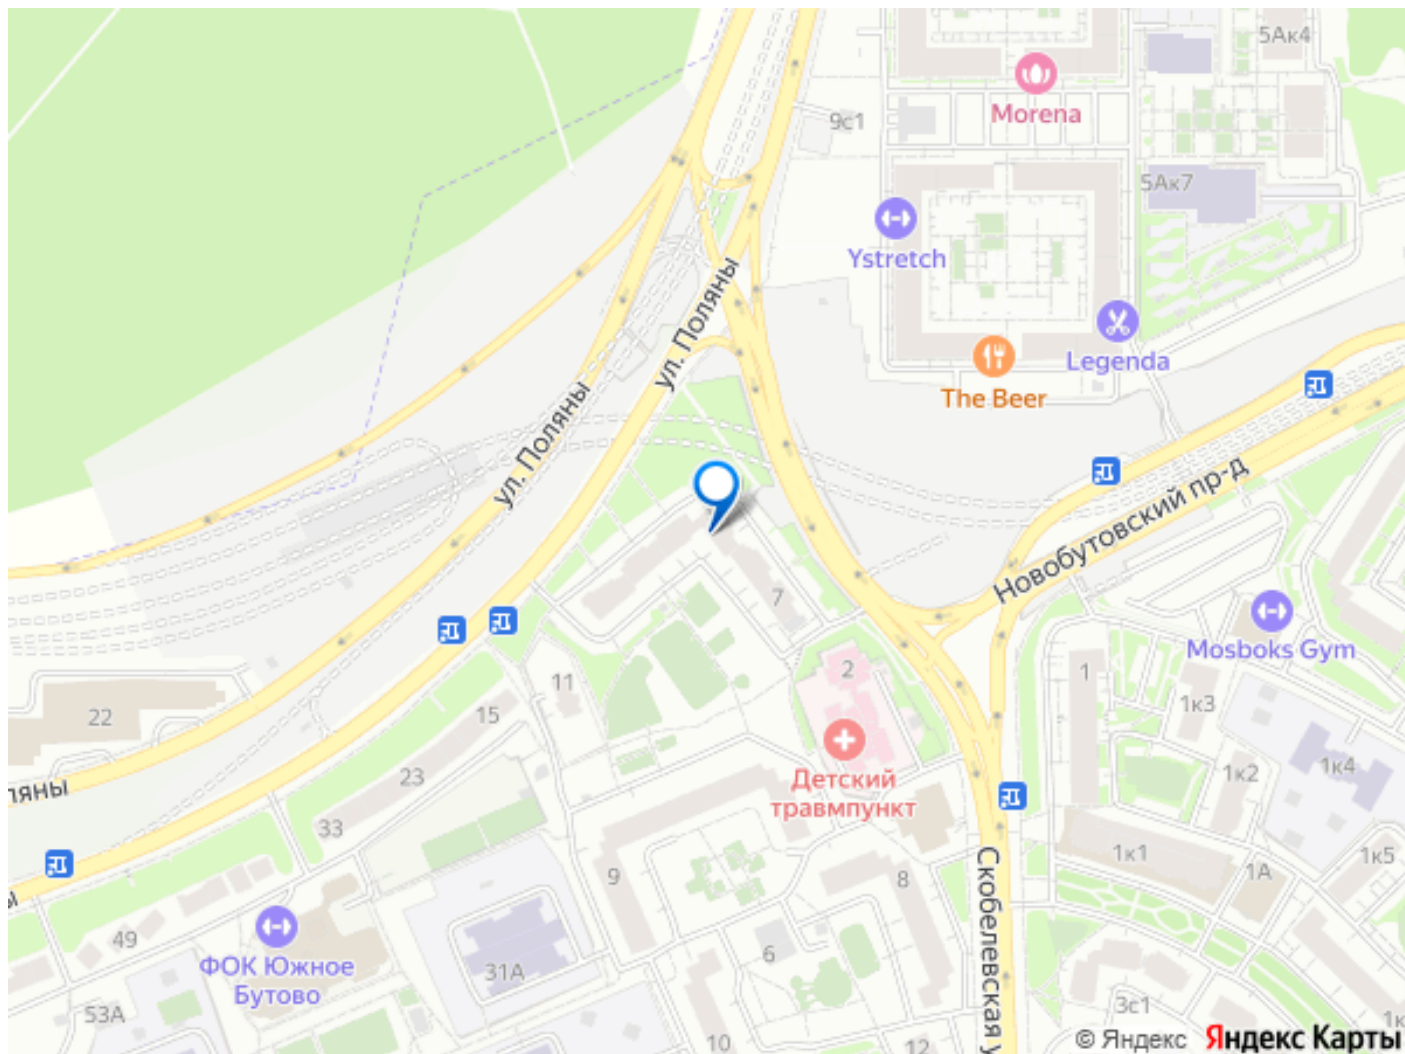 5Ак4
Morena
9с1
5Ак7
Ystretch
ул. Поляны
Legenda
The Beer
ул. Поляны
Новобутовский пр-д
7
Mosboks Gym
2
11
1
15
1к3
22
Детский
травмпункт
23
1к2
1к4
ляны
33
1к1
1к5
9
8
1А
Скобелевская у
49
ФОК Южное
Бутово
6
31А
53А
3с1
10
12
1к
© Яндекс Яндекс Карты